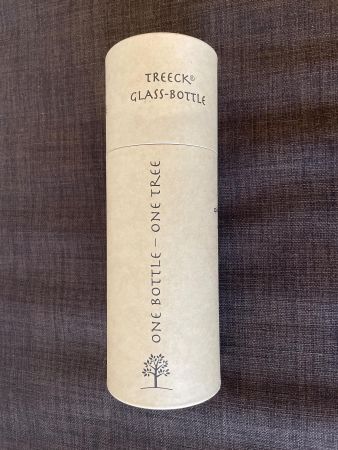 TREECK®
GLASS-BOTTLE
ONE BOTTLE – ONE TREE